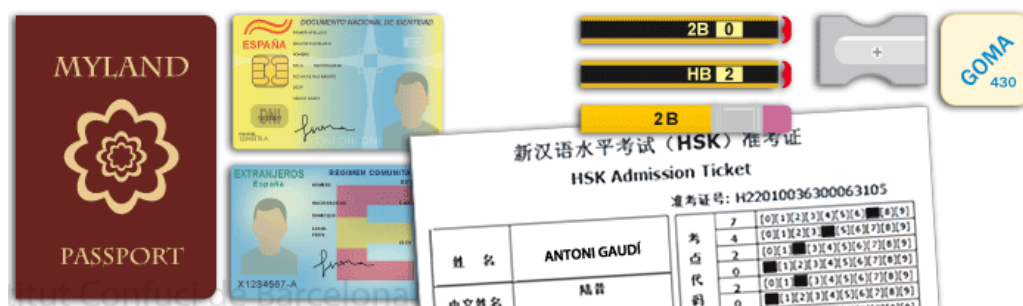 MYLAND
PASSPORT
DOCUMENTO NACIONAL DE IDENTIDAD
ESPAÑA
DNI
EXTRANJEROS
España
REGIMEN COMUNITA
X1234567-A
2B 0
HB 2
2B
GOMA
430
新汉语水平考试（HSK）准考证
HSK Admission Ticket
准考证号: H22010036300063105
姓 名
ANTONI GAUDÍ
中文姓名
陆普
考点代码
7 [0][1][2][3][4][5][6] [8][9]
4 [0][1][2][3] [5][6][7][8][9]
2 [0][1] [3][4][5][6][7][8][9]
0 [1][2][3][4][5][6][7][8][9]
2 [0][1] [3][4][5][6][7][8][9]
0 [1][2][3][4][5][6][7][8][9]
titut Confuci de Barcelona